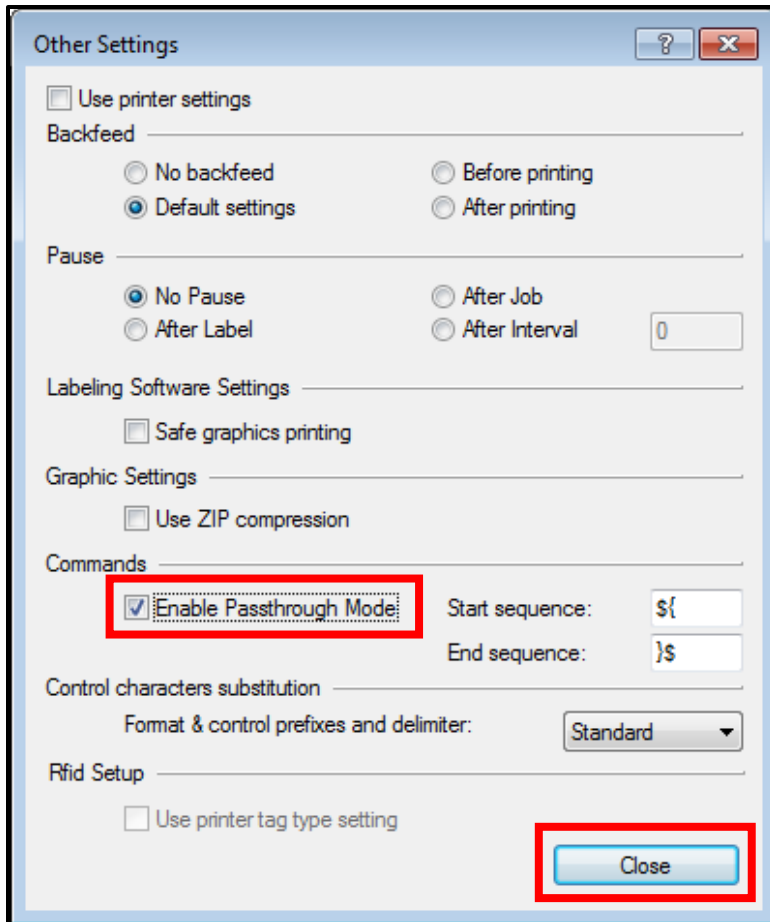 Other Settings
Use printer settings
Backfeed
No backfeed Before printing
Default settings After printing
Pause
No Pause After Job
After Label After Interval 0
Labeling Software Settings
Safe graphics printing
Graphic Settings
Use ZIP compression
Commands
Enable Passthrough Mode Start sequence: ${
End sequence: }$
Control characters substitution
Format & control prefixes and delimiter: Standard
Rfid Setup
Use printer tag type setting
Close